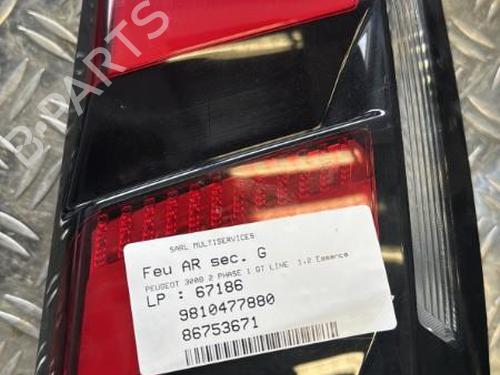 B-PARTS
SARL MULTISERVICES
Feu AR sec. G
PEUGEOT 3008 2 PHASE 1 GT LINE 1.2 Essence
LP : 67186
9810477880
86753671